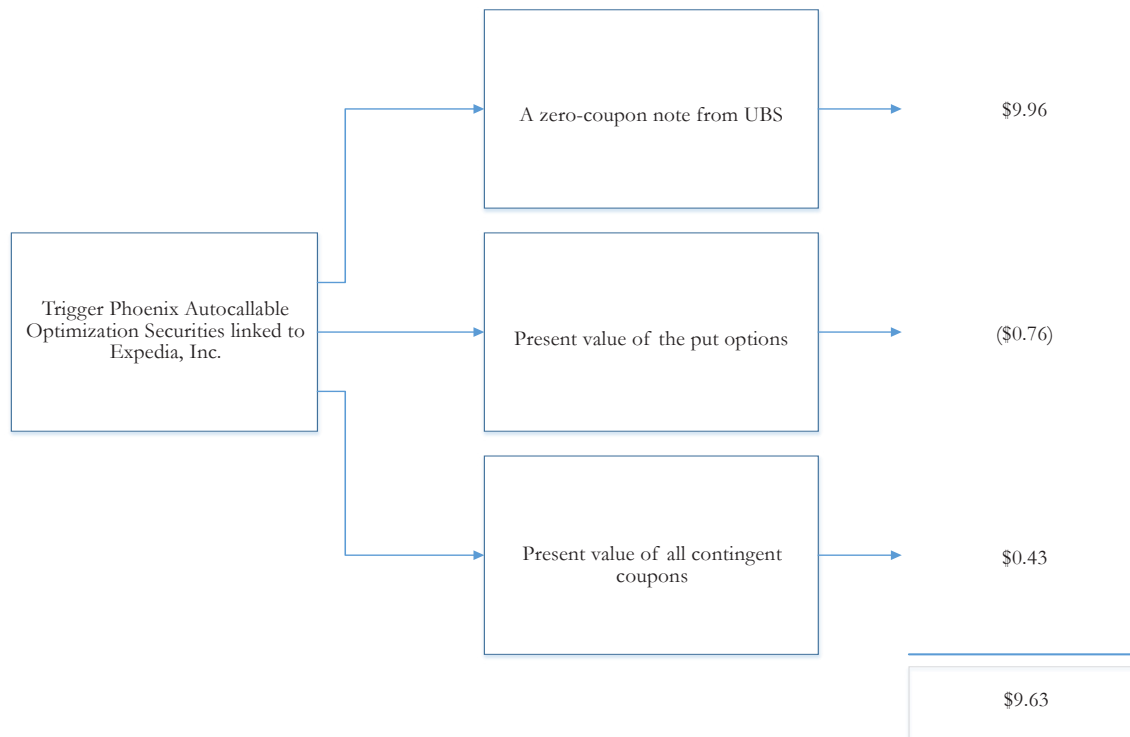 A zero-coupon note from UBS
$9.96
Trigger Phoenix Autocallable
Optimization Securities linked to
Expedia, Inc.
Present value of the put options
($0.76)
Present value of all contingent
coupons
$0.43
$9.63